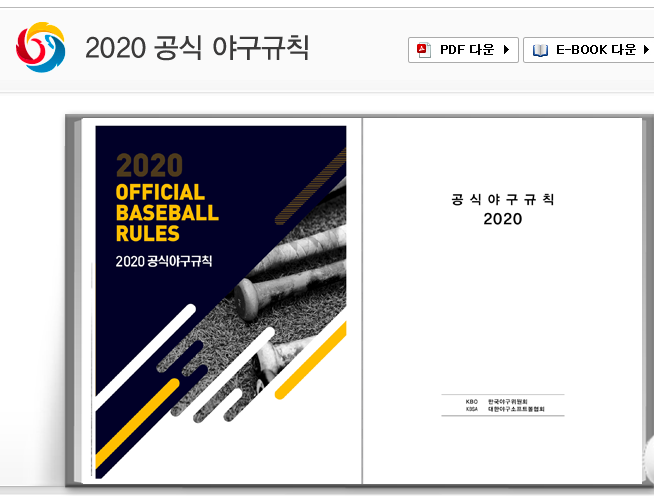 2020 공식 야구규칙
PDF 다운
E-BOOK 다운
2020
OFFICIAL
BASEBALL
RULES
2020 공식야구규칙
공 식 야 구 규 칙
2020
KBO 한국야구위원회
KBSA 대한야구소프트볼협회